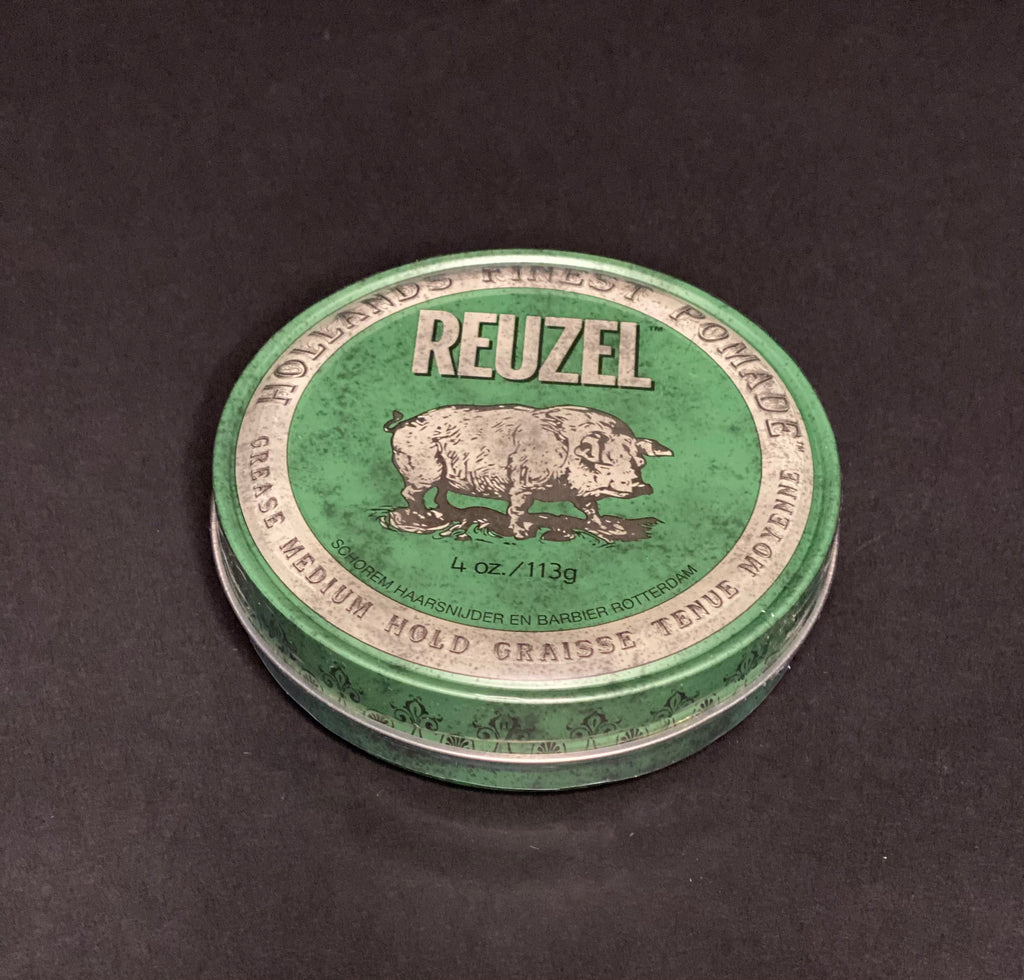 HOLLANDS FINEST POMADE™
REUZEL™
4 oz./113g
SCHOREM HAARSNIJDER EN BARBIER ROTTERDAM
GREASE MEDIUM HOLD GRAISSE TENUE MOYENNE